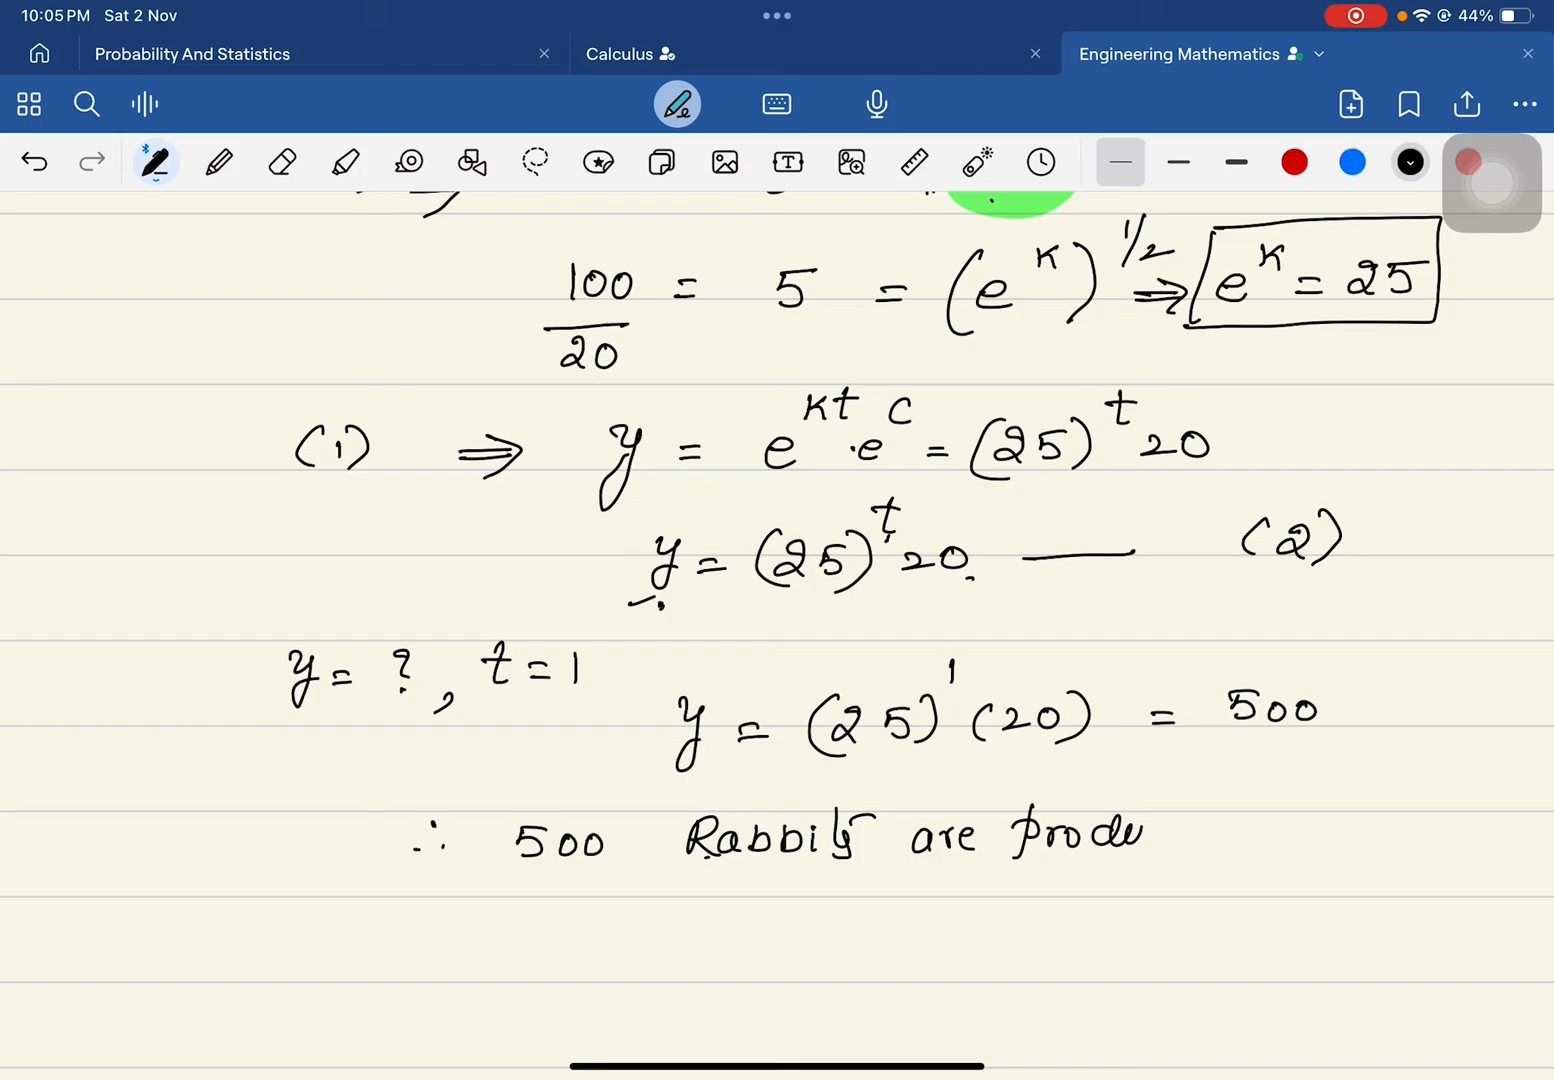 10:05 PM Sat 2 Nov 44%
Probability And Statistics Calculus Engineering Mathematics
100/20 = 5 = (e^k)^1/2 ⇒ e^k = 25
(1) ⇒ y = e^kt · e^c = (25)^t 20
y = (25)^t 20. — (2)
y = ?, t = 1
y = (25)^1 (20) = 500
∴ 500 Rabbits are produ